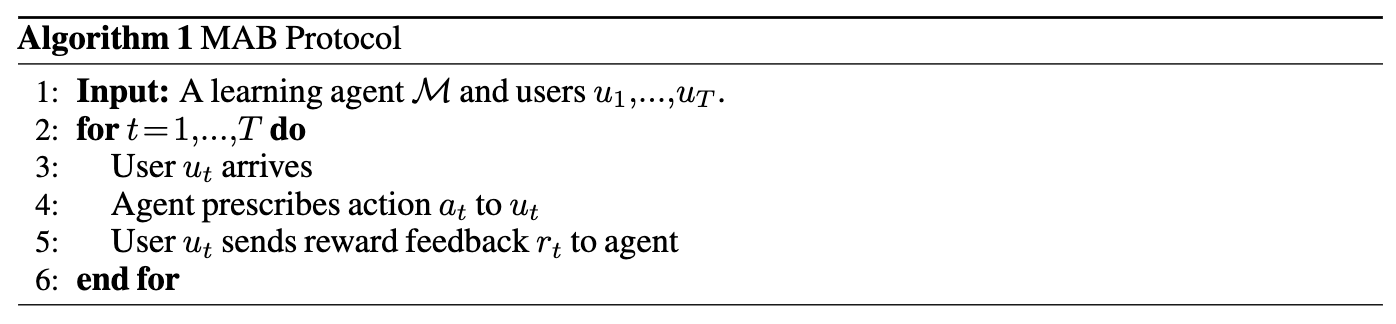 Algorithm 1 MAB Protocol
1: Input: A learning agent ℳ and users u₁,...,u_T.
2: for t=1,...,T do
3: User u_t arrives
4: Agent prescribes action a_t to u_t
5: User u_t sends reward feedback r_t to agent
6: end for